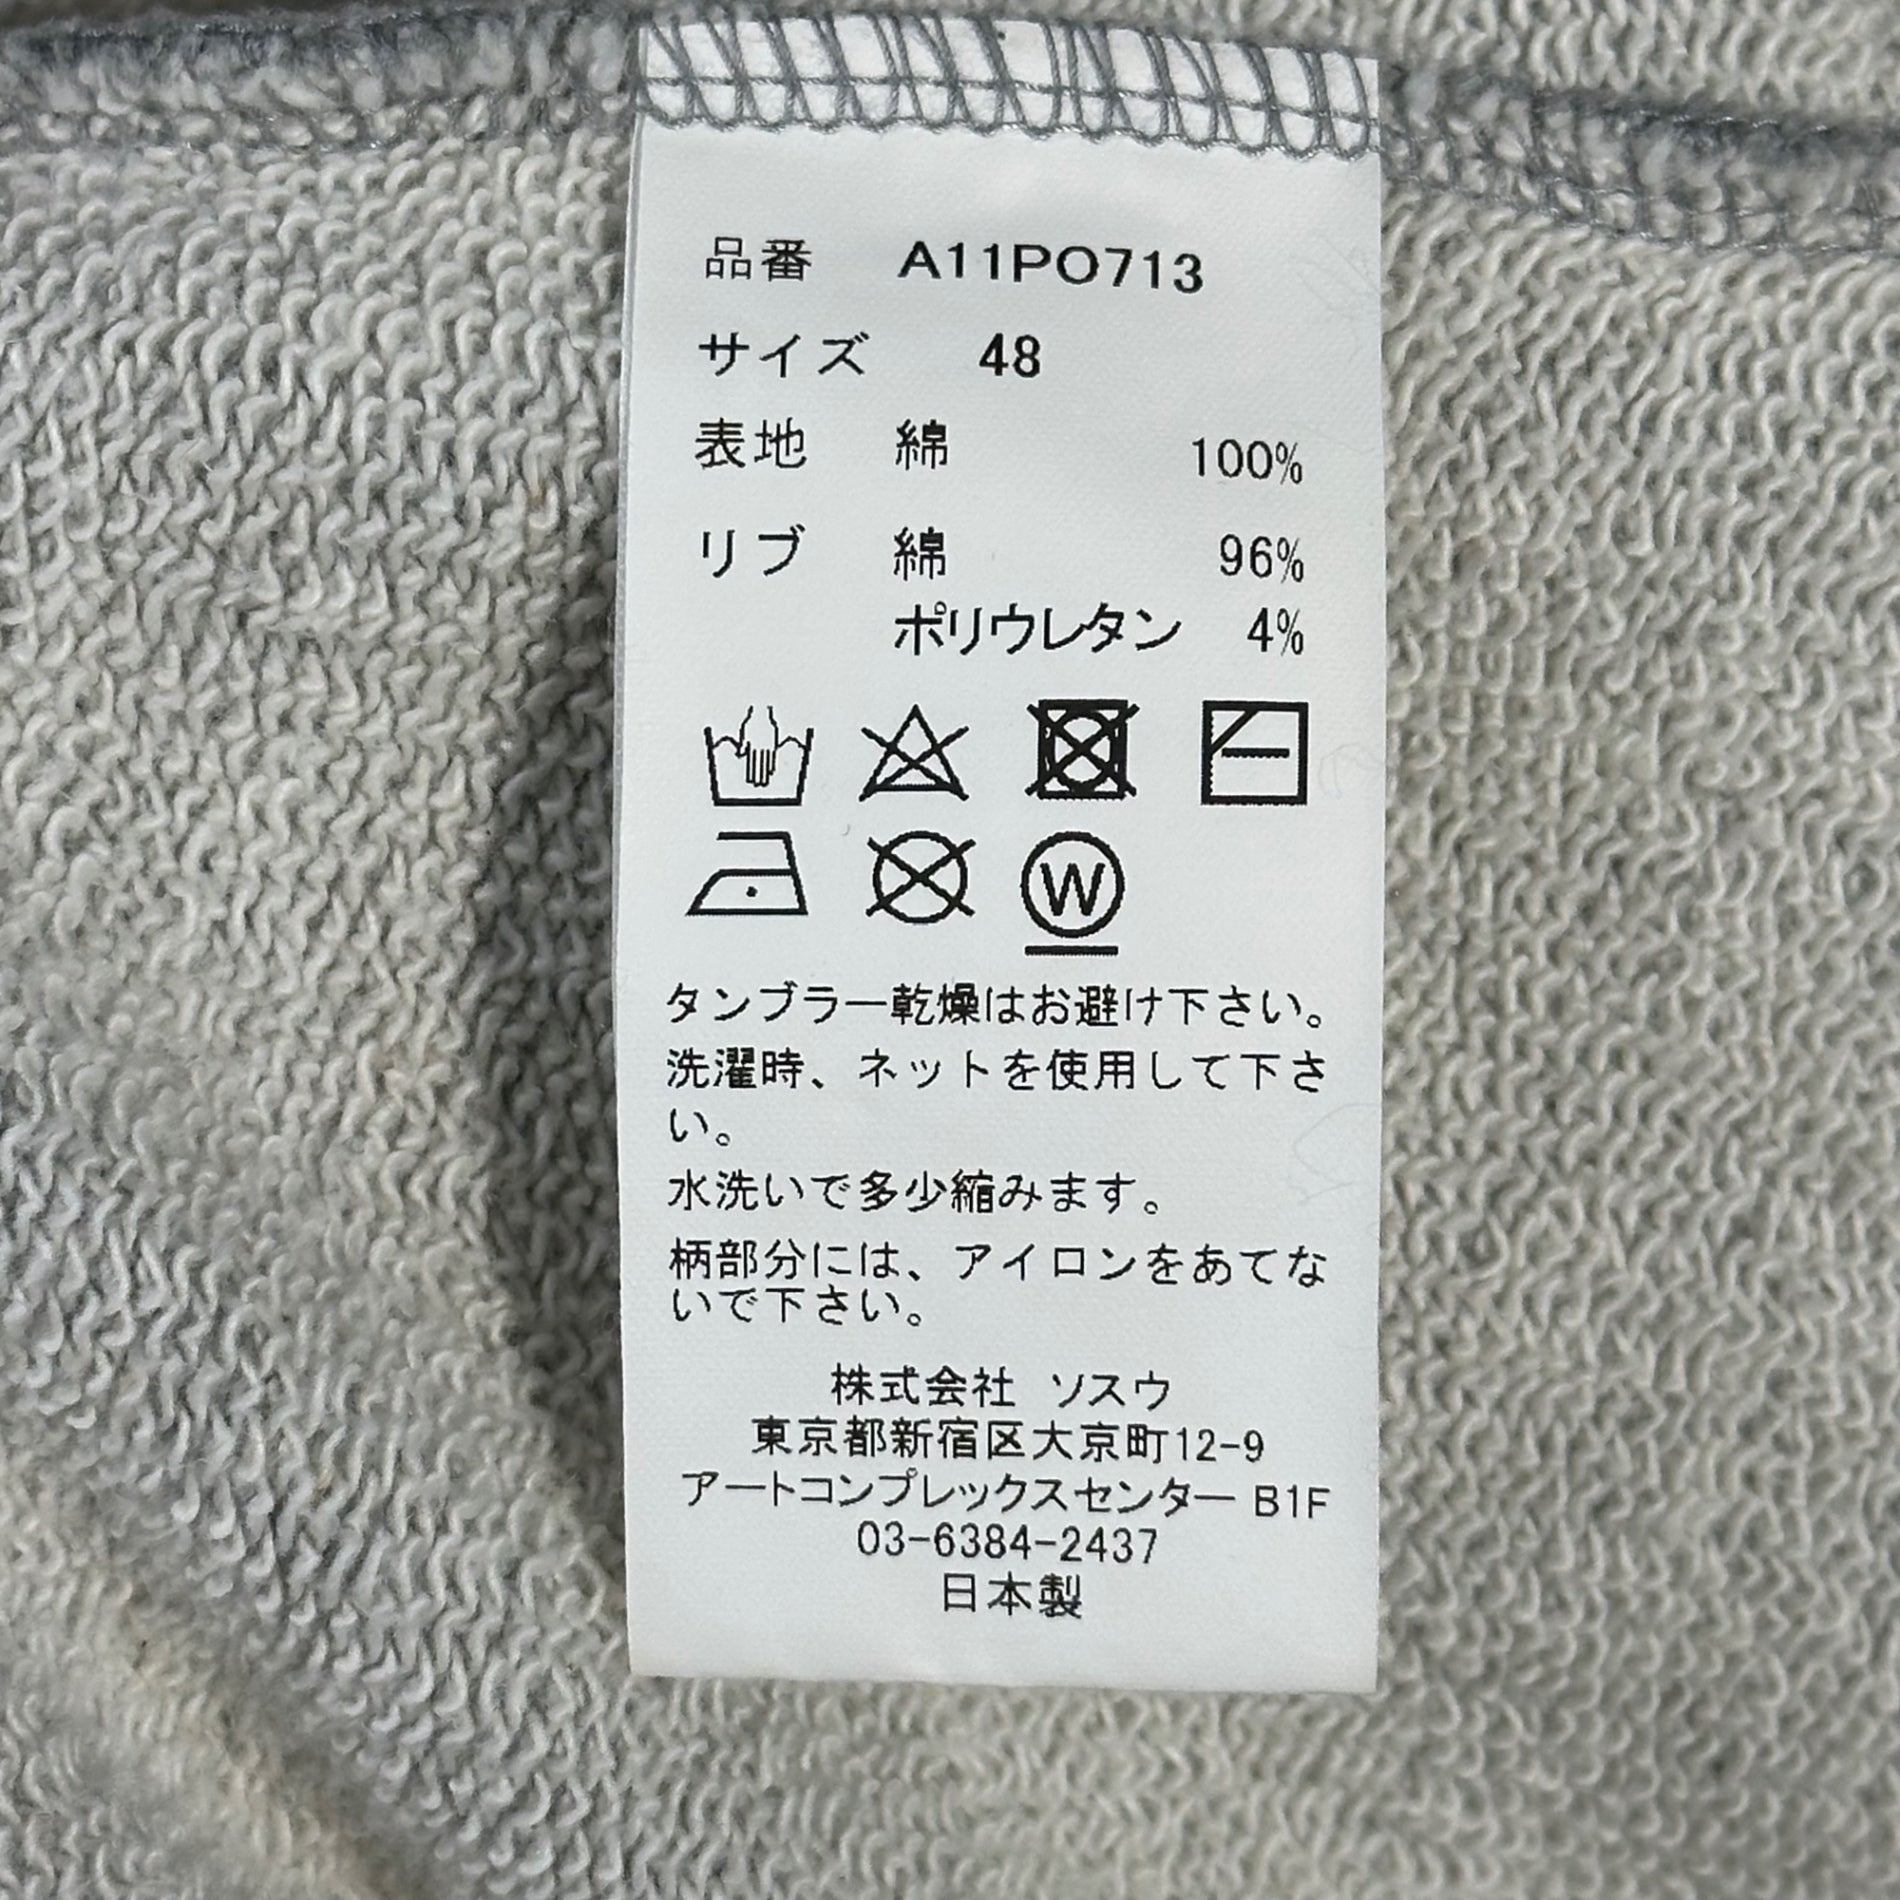 品番 A11PO713
サイズ 48
表地 綿 100%
リブ 綿 96%
ポリウレタン 4%
W
タンブラー乾燥はお避け下さい。
洗濯時、ネットを使用して下さ
い。
水洗いで多少縮みます。
柄部分には、アイロンをあてな
いで下さい。
株式会社 ソスウ
東京都新宿区大京町12-9
アートコンプレックスセンター B1F
03-6384-2437
日本製